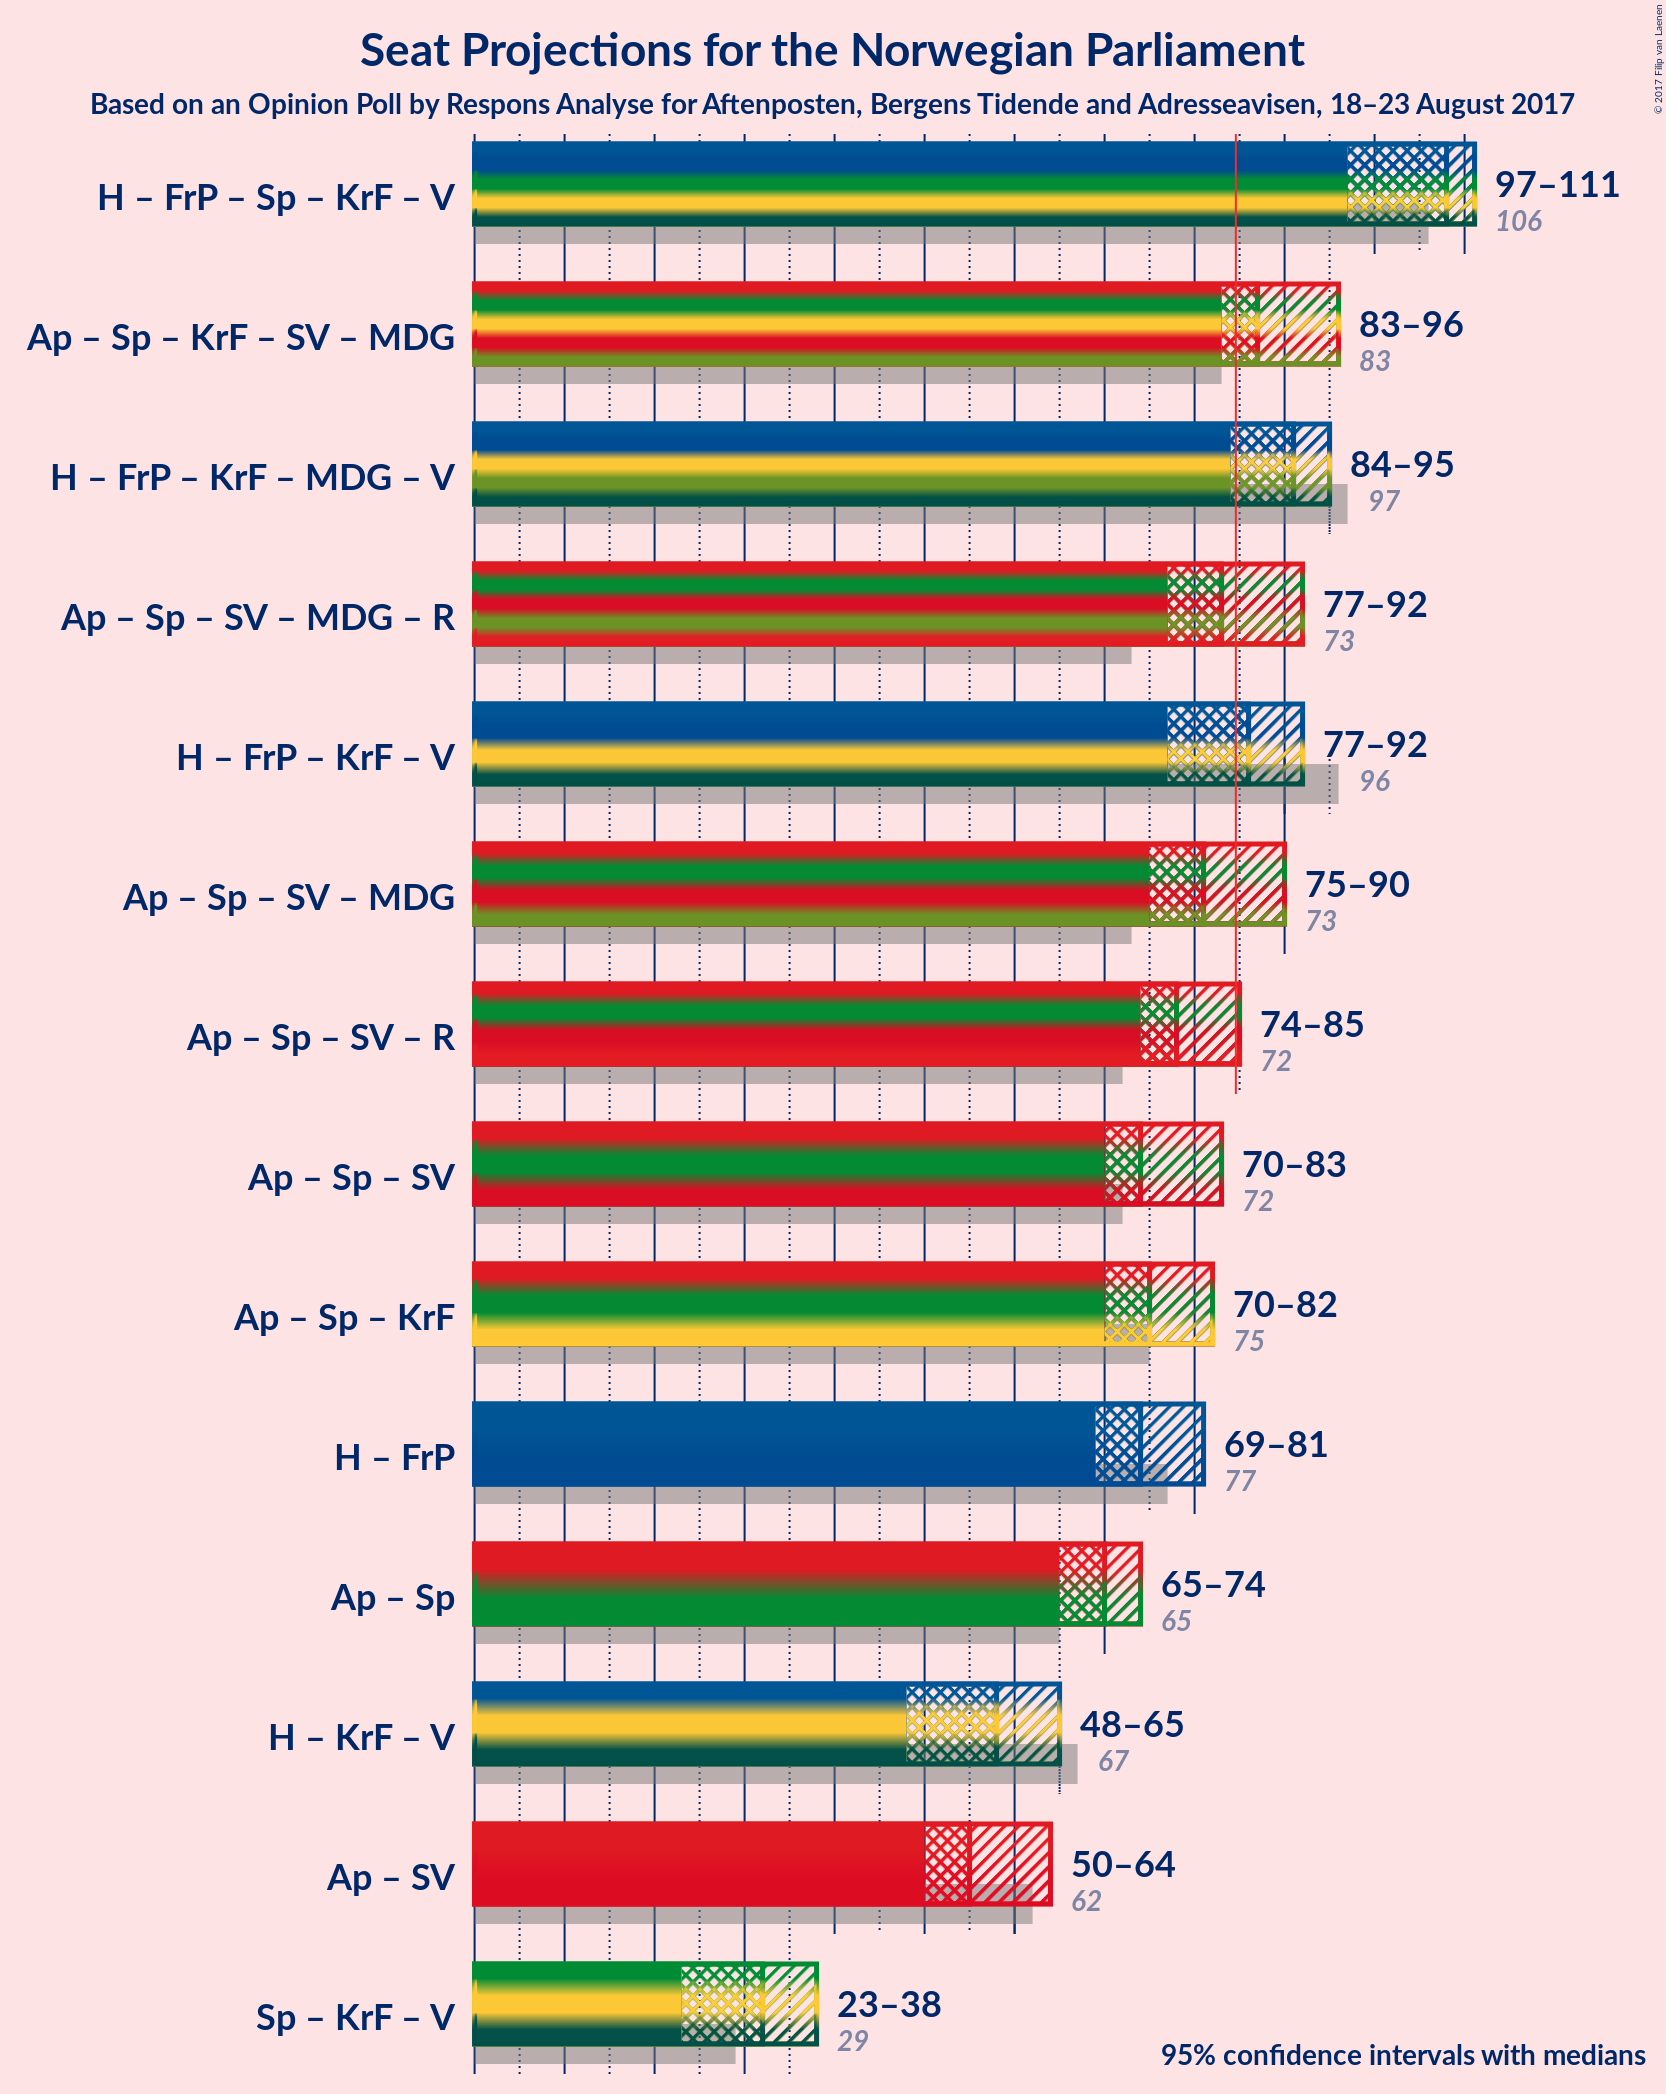 Seat Projections for the Norwegian Parliament
Based on an Opinion Poll by Respons Analyse for Aftenposten, Bergens Tidende and Adresseavisen, 18–23 August 2017
© 2017 Filip van Laenen
H – FrP – Sp – KrF – V
97–111
106
Ap – Sp – KrF – SV – MDG
83–96
83
H – FrP – KrF – MDG – V
84–95
97
Ap – Sp – SV – MDG – R
77–92
73
H – FrP – KrF – V
77–92
96
Ap – Sp – SV – MDG
75–90
73
Ap – Sp – SV – R
74–85
72
Ap – Sp – SV
70–83
72
Ap – Sp – KrF
70–82
75
H – FrP
69–81
77
Ap – Sp
65–74
65
H – KrF – V
48–65
67
Ap – SV
50–64
62
Sp – KrF – V
23–38
29
95% confidence intervals with medians